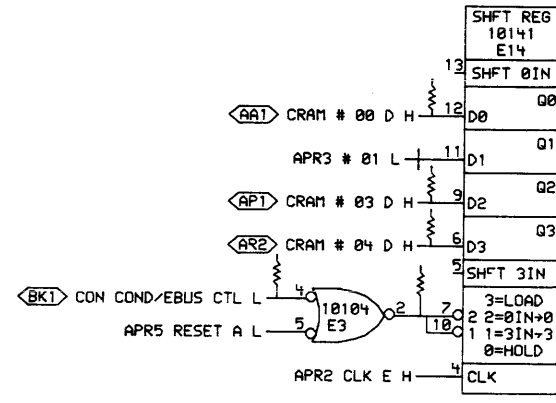 SHFT REG
10141
E14
13 SHFT 0IN
AA1 CRAM # 00 D H 12 D0 Q0
APR3 # 01 L 11 D1 Q1
AP1 CRAM # 03 D H 9 D2 Q2
AR2 CRAM # 04 D H 6 D3 Q3
5 SHFT 3IN
BK1 CON COND/EBUS CTL L 4
10104
E3
2
APR5 RESET A L 5
3=LOAD
7 2 2=0IN→0
10 1 1=3IN→3
0=HOLD
APR2 CLK E H 4 CLK